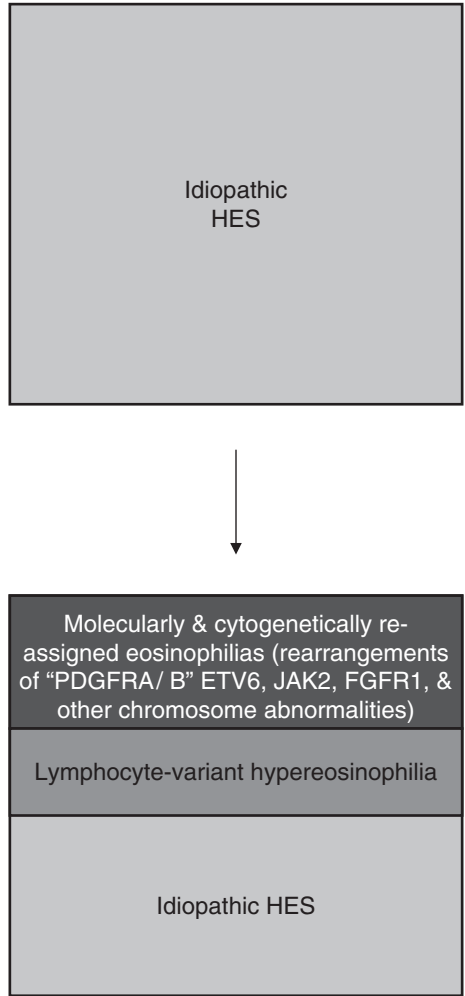 Idiopathic
HES
Molecularly & cytogenetically re-
assigned eosinophilias (rearrangements
of “PDGFRA/ B” ETV6, JAK2, FGFR1, &
other chromosome abnormalities)
Lymphocyte-variant hypereosinophilia
Idiopathic HES